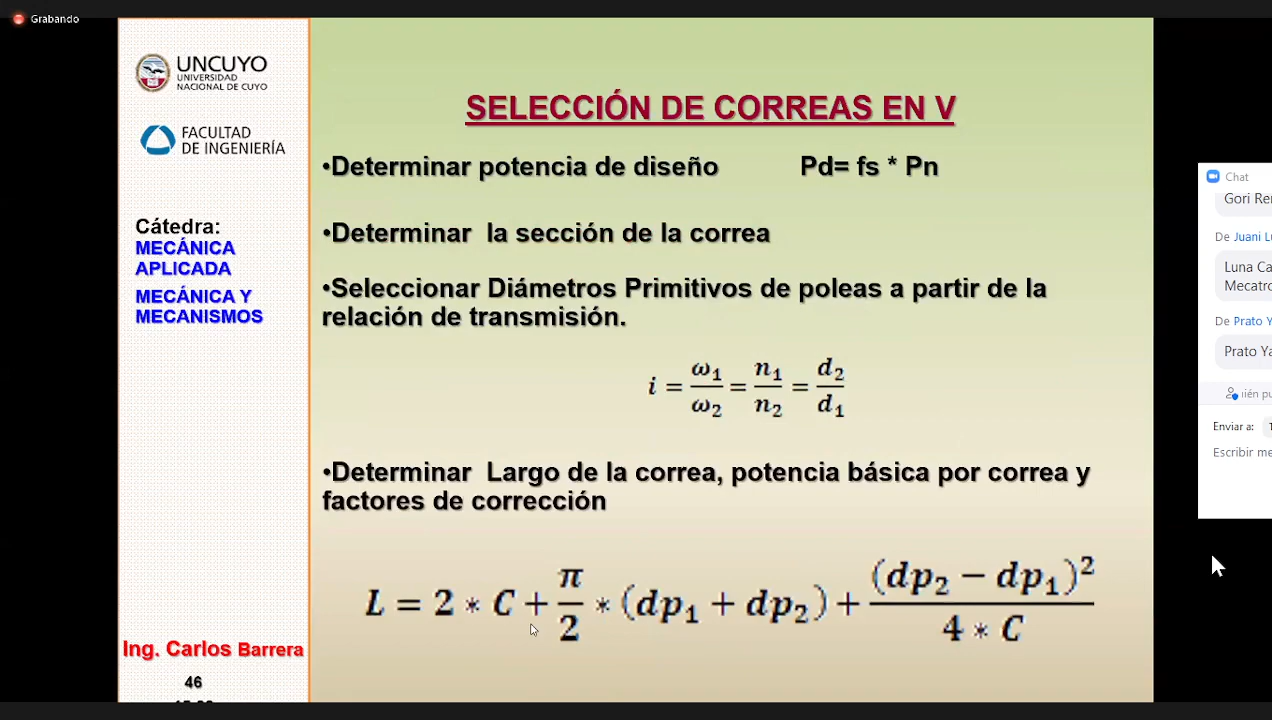 Grabando
UNCUYO
UNIVERSIDAD
NACIONAL DE CUYO
FACULTAD
DE INGENIERÍA
Cátedra:
MECÁNICA
APLICADA
MECÁNICA Y
MECANISMOS
Ing. Carlos Barrera
46
SELECCIÓN DE CORREAS EN V
•Determinar potencia de diseño Pd= fs * Pn
•Determinar la sección de la correa
•Seleccionar Diámetros Primitivos de poleas a partir de la
relación de transmisión.
i = ω₁/ω₂ = n₁/n₂ = d₂/d₁
•Determinar Largo de la correa, potencia básica por correa y
factores de corrección
L = 2 * C + π/2 * (dp₁ + dp₂) + (dp₂ − dp₁)²/4 * C
Chat
Gori Re
De Juani L
Luna Ca
Mecatro
De Prato Y
Prato Ya
ién pu
Enviar a:
Escribir me